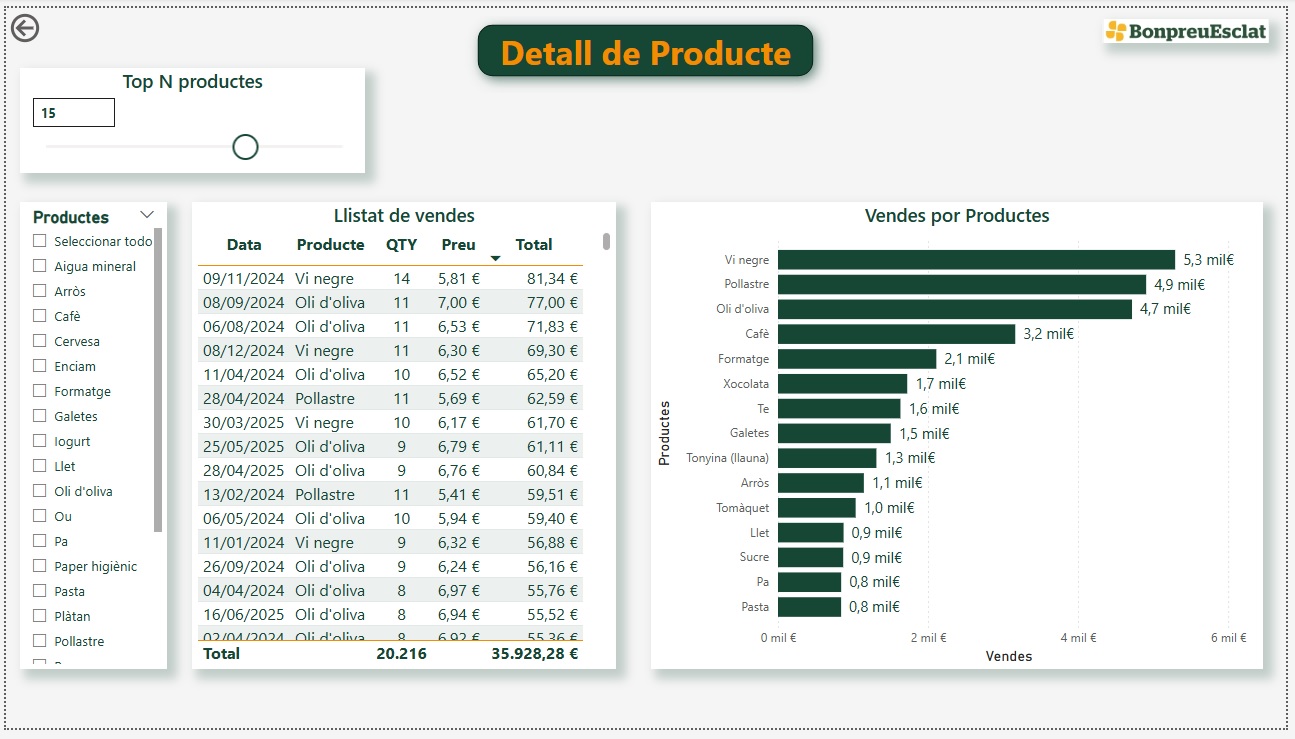 Detall de Producte
BonpreuEsclat
Top N productes
15
Productes
Seleccionar todo
Aigua mineral
Arròs
Cafè
Cervesa
Enciam
Formatge
Galetes
Iogurt
Llet
Oli d'oliva
Ou
Pa
Paper higiènic
Pasta
Plàtan
Pollastre
Llistat de vendes
Data Producte QTY Preu Total
09/11/2024 Vi negre 14 5,81 € 81,34 €
08/09/2024 Oli d'oliva 11 7,00 € 77,00 €
06/08/2024 Oli d'oliva 11 6,53 € 71,83 €
08/12/2024 Vi negre 11 6,30 € 69,30 €
11/04/2024 Oli d'oliva 10 6,52 € 65,20 €
28/04/2024 Pollastre 11 5,69 € 62,59 €
30/03/2025 Vi negre 10 6,17 € 61,70 €
25/05/2025 Oli d'oliva 9 6,79 € 61,11 €
28/04/2025 Oli d'oliva 9 6,76 € 60,84 €
13/02/2024 Pollastre 11 5,41 € 59,51 €
06/05/2024 Oli d'oliva 10 5,94 € 59,40 €
11/01/2024 Vi negre 9 6,32 € 56,88 €
26/09/2024 Oli d'oliva 9 6,24 € 56,16 €
04/04/2024 Oli d'oliva 8 6,97 € 55,76 €
16/06/2025 Oli d'oliva 8 6,94 € 55,52 €
02/04/2024 Oli d'oliva 8 6,92 € 55,36 €
Total 20.216 35.928,28 €
Vendes por Productes
Productes
Vi negre 5,3 mil€
Pollastre 4,9 mil€
Oli d'oliva 4,7 mil€
Cafè 3,2 mil€
Formatge 2,1 mil€
Xocolata 1,7 mil€
Te 1,6 mil€
Galetes 1,5 mil€
Tonyina (llauna) 1,3 mil€
Arròs 1,1 mil€
Tomàquet 1,0 mil€
Llet 0,9 mil€
Sucre 0,9 mil€
Pa 0,8 mil€
Pasta 0,8 mil€
0 mil € 2 mil € 4 mil € 6 mil €
Vendes